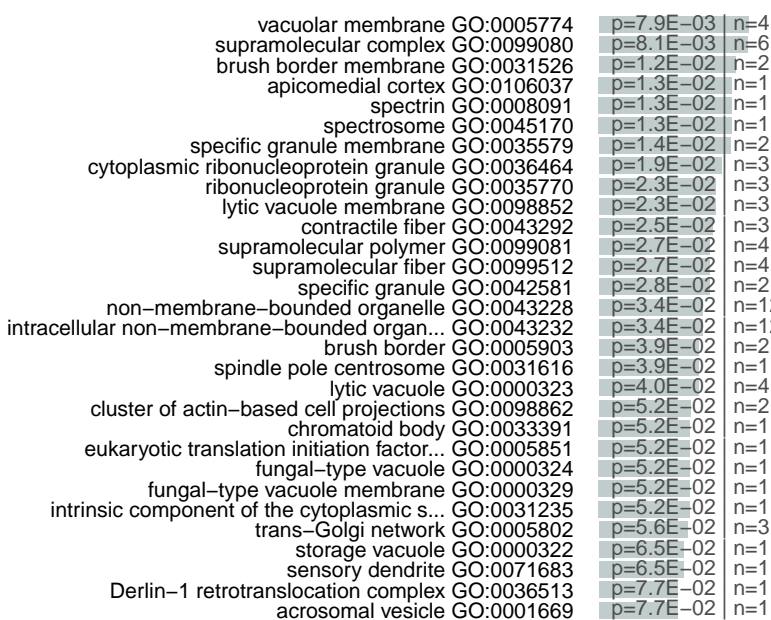 vacuolar membrane GO:0005774 p=7.9E−03 n=4
supramolecular complex GO:0099080 p=8.1E−03 n=6
brush border membrane GO:0031526 p=1.2E−02 n=2
apicomedial cortex GO:0106037 p=1.3E−02 n=1
spectrin GO:0008091 p=1.3E−02 n=1
spectrosome GO:0045170 p=1.3E−02 n=1
specific granule membrane GO:0035579 p=1.4E−02 n=2
cytoplasmic ribonucleoprotein granule GO:0036464 p=1.9E−02 n=3
ribonucleoprotein granule GO:0035770 p=2.3E−02 n=3
lytic vacuole membrane GO:0098852 p=2.3E−02 n=3
contractile fiber GO:0043292 p=2.5E−02 n=3
supramolecular polymer GO:0099081 p=2.7E−02 n=4
supramolecular fiber GO:0099512 p=2.7E−02 n=4
specific granule GO:0042581 p=2.8E−02 n=2
non−membrane−bounded organelle GO:0043228 p=3.4E−02
intracellular non−membrane−bounded organ... GO:0043232 p=3.4E−02
brush border GO:0005903 p=3.9E−02 n=2
spindle pole centrosome GO:0031616 p=3.9E−02 n=1
lytic vacuole GO:0000323 p=4.0E−02 n=4
cluster of actin−based cell projections GO:0098862 p=5.2E−02 n=2
chromatoid body GO:0033391 p=5.2E−02 n=1
eukaryotic translation initiation factor... GO:0005851 p=5.2E−02 n=1
fungal−type vacuole GO:0000324 p=5.2E−02 n=1
fungal−type vacuole membrane GO:0000329 p=5.2E−02 n=1
intrinsic component of the cytoplasmic s... GO:0031235 p=5.2E−02 n=1
trans−Golgi network GO:0005802 p=5.6E−02 n=3
storage vacuole GO:0000322 p=6.5E−02 n=1
sensory dendrite GO:0071683 p=6.5E−02 n=1
Derlin−1 retrotranslocation complex GO:0036513 p=7.7E−02 n=1
acrosomal vesicle GO:0001669 p=7.7E−02 n=1